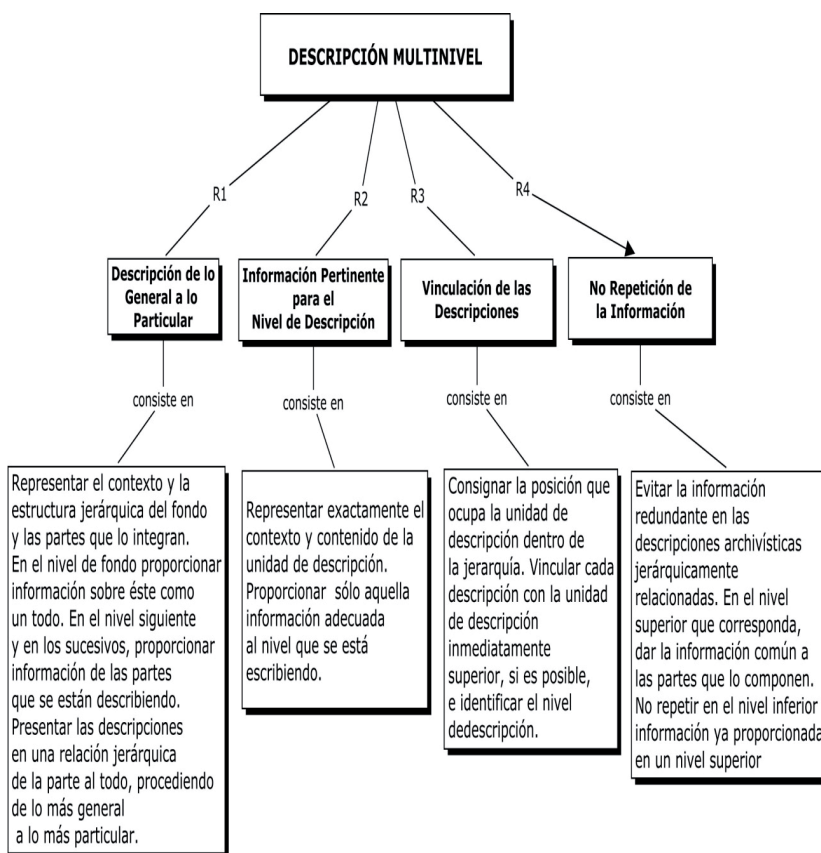 DESCRIPCIÓN MULTINIVEL
R1
R2
R3
R4
Descripción de lo
General a lo
Particular
Información Pertinente
para el
Nivel de Descripción
Vinculación de las
Descripciones
No Repetición de
la Información
consiste en
consiste en
consiste en
consiste en
Representar el contexto y la
estructura jerárquica del fondo
y las partes que lo integran.
En el nivel de fondo proporcionar
información sobre éste como
un todo. En el nivel siguiente
y en los sucesivos, proporcionar
información de las partes
que se están describiendo.
Presentar las descripciones
en una relación jerárquica
de la parte al todo, procediendo
de lo más general
a lo más particular.
Representar exactamente el
contexto y contenido de la
unidad de descripción.
Proporcionar sólo aquella
información adecuada
al nivel que se está
escribiendo.
Consignar la posición que
ocupa la unidad de
descripción dentro de
la jerarquía. Vincular cada
descripción con la unidad
de descripción
inmediatamente
superior, si es posible,
e identificar el nivel
dedescripción.
Evitar la información
redundante en las
descripciones archivísticas
jerárquicamente
relacionadas. En el nivel
superior que corresponda,
dar la información común a
las partes que lo componen.
No repetir en el nivel inferior
información ya proporcionada
en un nivel superior